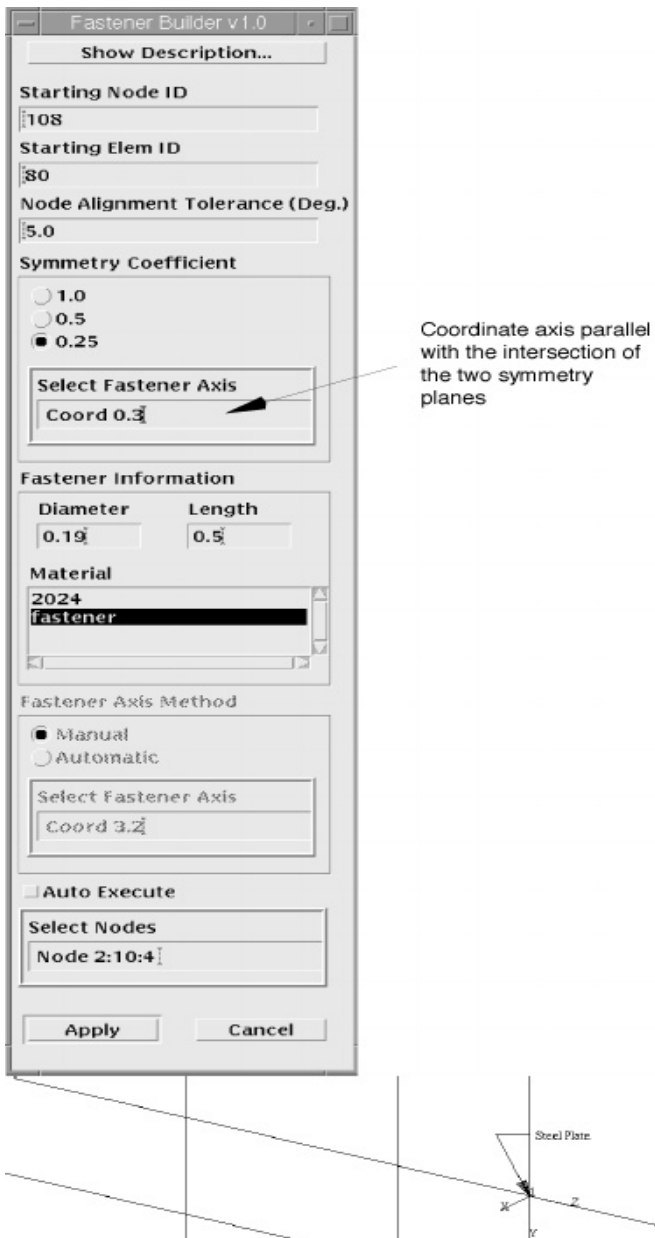 Fastener Builder v1.0
Show Description...
Starting Node ID
108
Starting Elem ID
80
Node Alignment Tolerance (Deg.)
5.0
Symmetry Coefficient
1.0
0.5
0.25
Select Fastener Axis
Coord 0.3
Coordinate axis parallel
with the intersection of
the two symmetry
planes
Fastener Information
Diameter Length
0.19 0.5
Material
2024
fastener
Fastener Axis Method
Manual
Automatic
Select Fastener Axis
Coord 3.2
Auto Execute
Select Nodes
Node 2:10:4
Apply Cancel
Steel Plate
X Z
Y